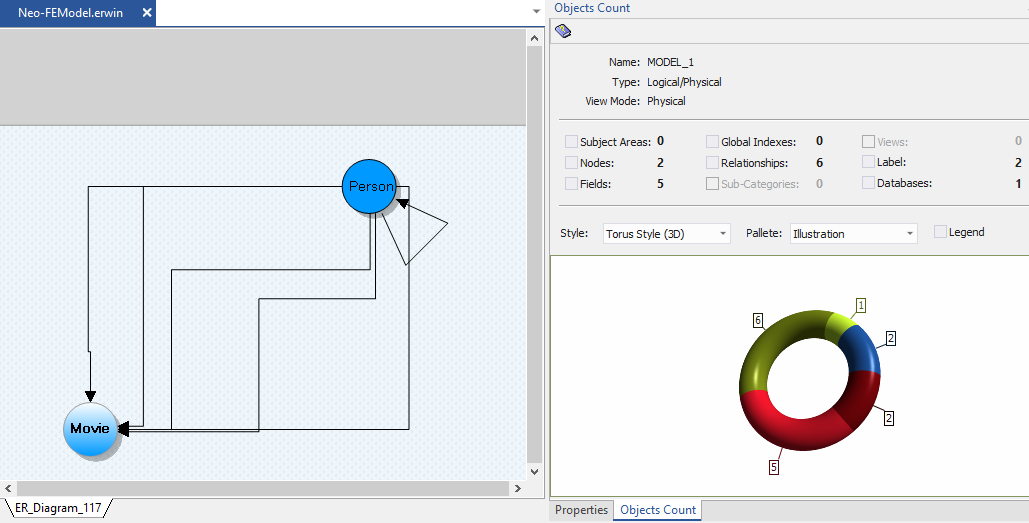 Neo-FEModel.erwin
Person
Movie
ER_Diagram_117
Objects Count
Name: MODEL_1
Type: Logical/Physical
View Mode: Physical
Subject Areas: 0 Global Indexes: 0 Views: 0
Nodes: 2 Relationships: 6 Label: 2
Fields: 5 Sub-Categories: 0 Databases: 1
Style: Torus Style (3D) Pallete: Illustration Legend
1
6
2
2
5
Properties Objects Count